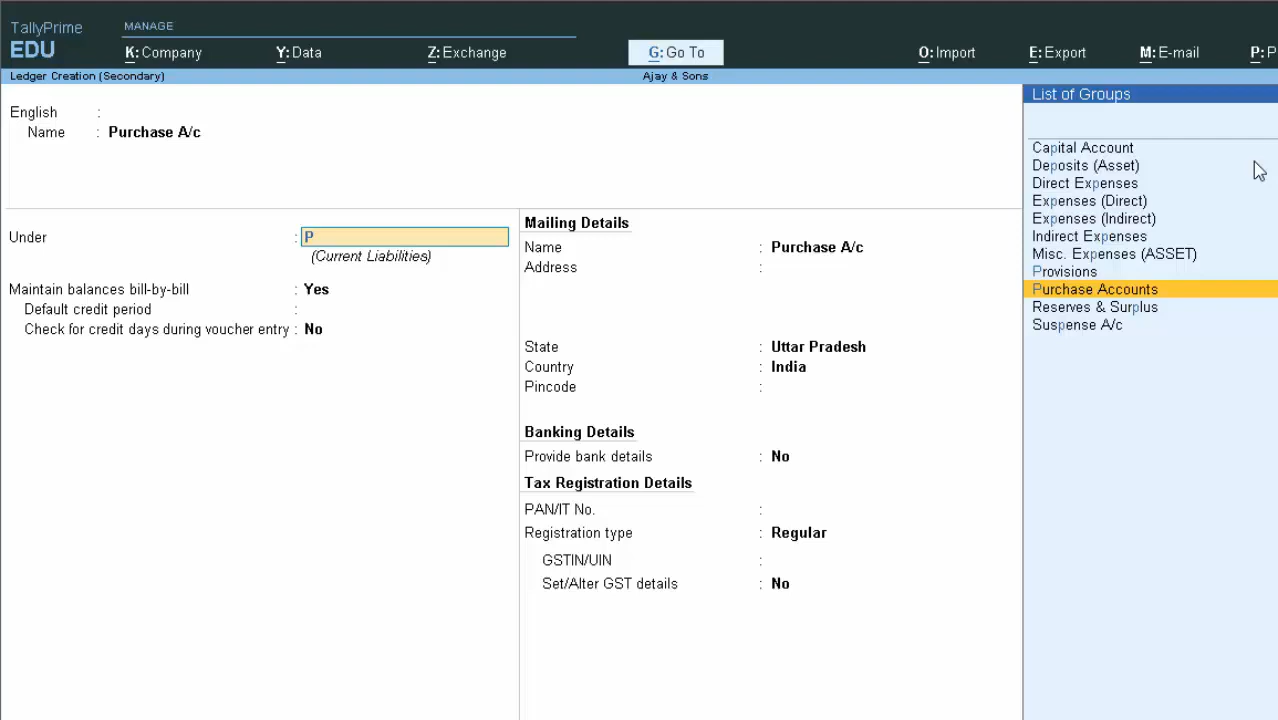 TallyPrime
EDU
MANAGE
K: Company
Y: Data
Z: Exchange
G: Go To
O: Import
E: Export
M: E-mail
P: P
Ledger Creation (Secondary)
Ajay & Sons
English :
Name : Purchase A/c
Under : P
(Current Liabilities)
Maintain balances bill-by-bill : Yes
Default credit period :
Check for credit days during voucher entry : No
Mailing Details
Name : Purchase A/c
Address :
State : Uttar Pradesh
Country : India
Pincode :
Banking Details
Provide bank details : No
Tax Registration Details
PAN/IT No. :
Registration type : Regular
GSTIN/UIN :
Set/Alter GST details : No
List of Groups
Capital Account
Deposits (Asset)
Direct Expenses
Expenses (Direct)
Expenses (Indirect)
Indirect Expenses
Misc. Expenses (ASSET)
Provisions
Purchase Accounts
Reserves & Surplus
Suspense A/c